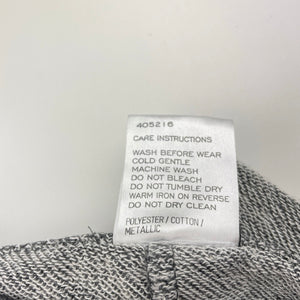 405216
CARE INSTRUCTIONS
WASH BEFORE WEAR
COLD GENTLE
MACHINE WASH
DO NOT BLEACH
DO NOT TUMBLE DRY
WARM IRON ON REVERSE
DO NOT DRY CLEAN
POLYESTER / COTTON /
METALLIC